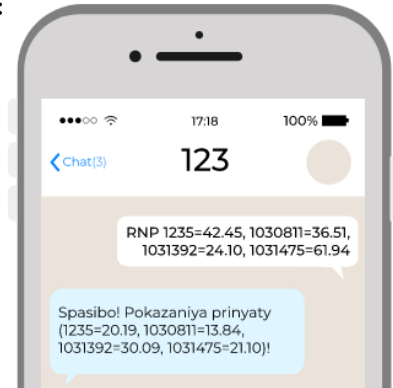 :
17:18
100%
Chat(3)
123
RNP 1235=42.45, 1030811=36.51,
1031392=24.10, 1031475=61.94
Spasibo! Pokazaniya prinyaty
(1235=20.19, 1030811=13.84,
1031392=30.09, 1031475=21.10)!